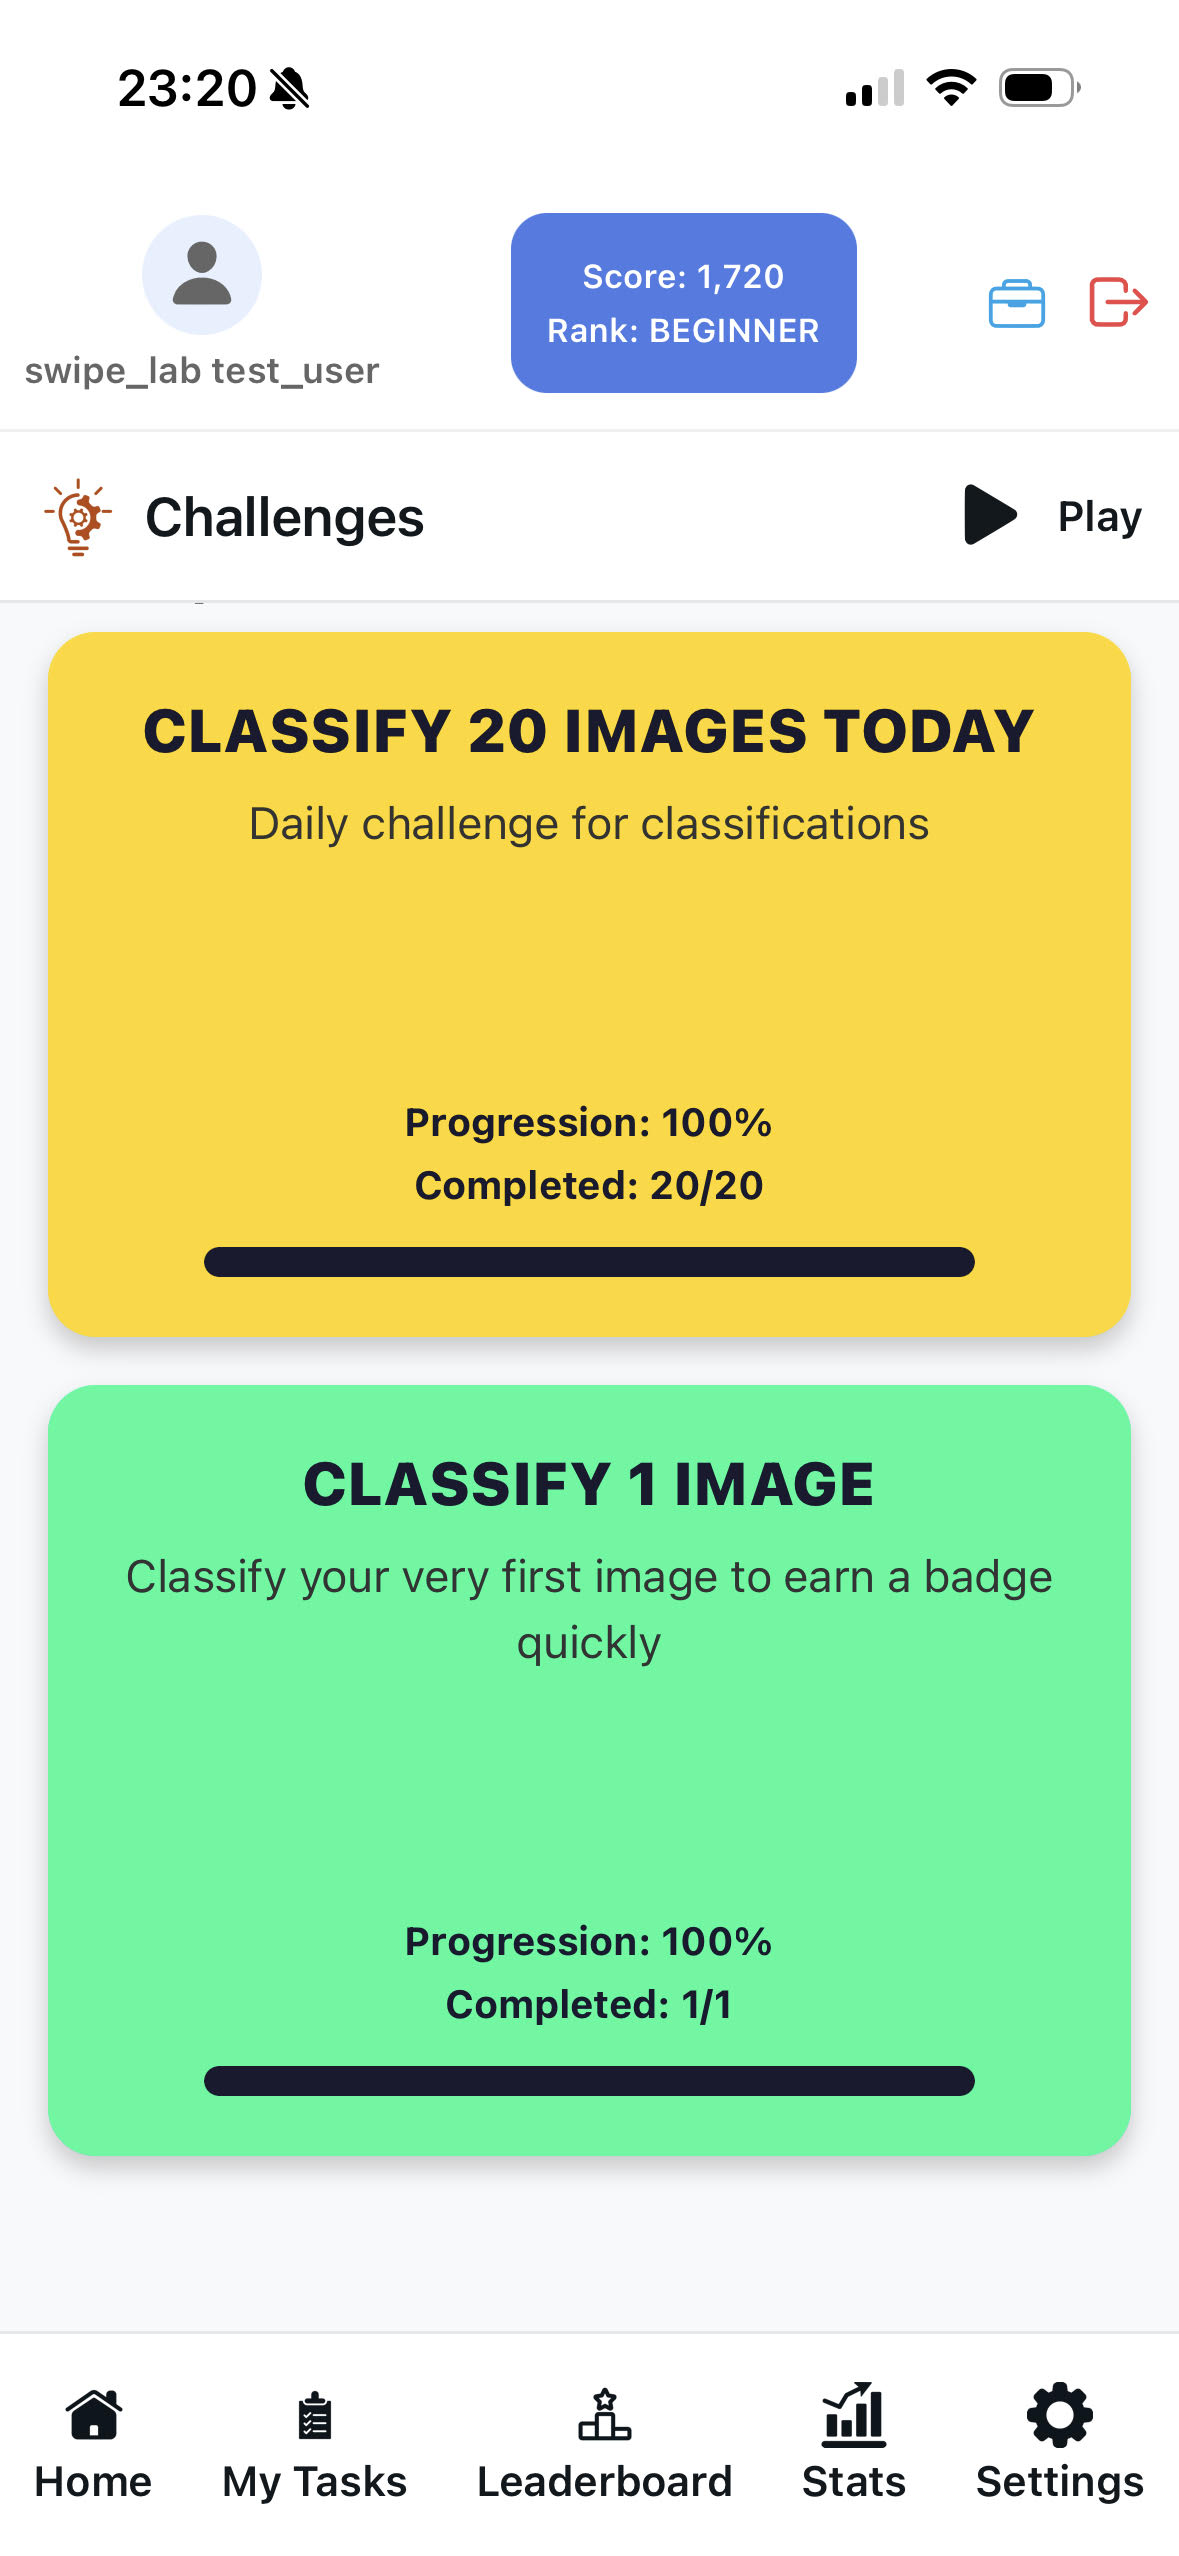 23:20
Score: 1,720
Rank: BEGINNER
swipe_lab test_user
Challenges
Play
CLASSIFY 20 IMAGES TODAY
Daily challenge for classifications
Progression: 100%
Completed: 20/20
CLASSIFY 1 IMAGE
Classify your very first image to earn a badge
quickly
Progression: 100%
Completed: 1/1
Home
My Tasks
Leaderboard
Stats
Settings